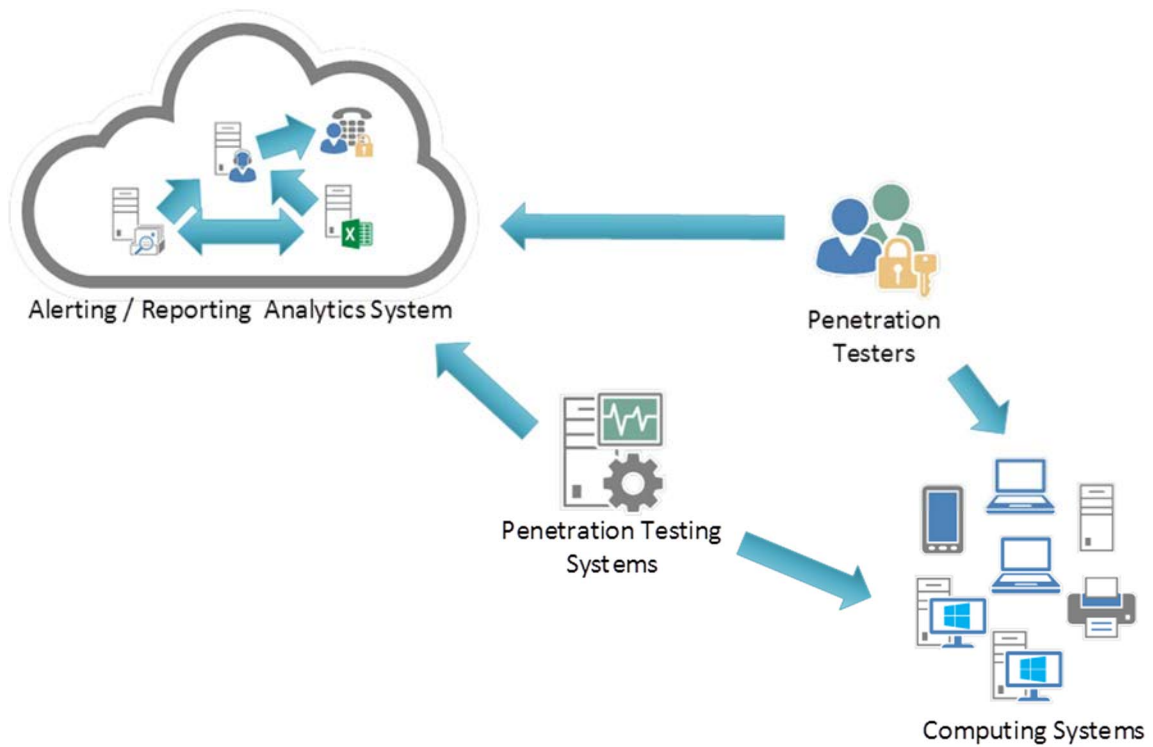 Alerting / Reporting Analytics System
Penetration
Testers
Penetration Testing
Systems
Computing Systems